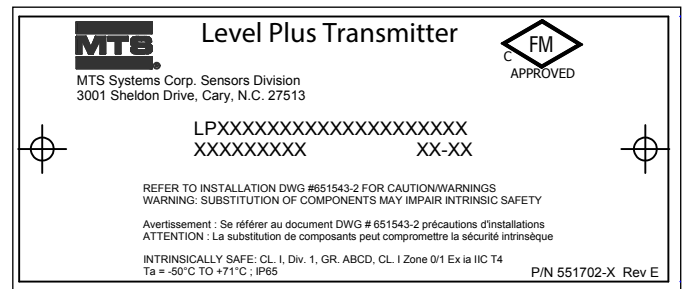 MTS
Level Plus Transmitter
C FM
APPROVED
MTS Systems Corp. Sensors Division
3001 Sheldon Drive, Cary, N.C. 27513
LPXXXXXXXXXXXXXXXXXXXX
XXXXXXXXX XX-XX
REFER TO INSTALLATION DWG #651543-2 FOR CAUTION/WARNINGS
WARNING: SUBSTITUTION OF COMPONENTS MAY IMPAIR INTRINSIC SAFETY
Avertissement : Se référer au document DWG # 651543-2 précautions d'installations
ATTENTION : La substitution de composants peut compromettre la sécurité intrinsèque
INTRINSICALLY SAFE: CL. I, Div. 1, GR. ABCD, CL. I Zone 0/1 Ex ia IIC T4
Ta = -50°C TO +71°C ; IP65
P/N 551702-X Rev E